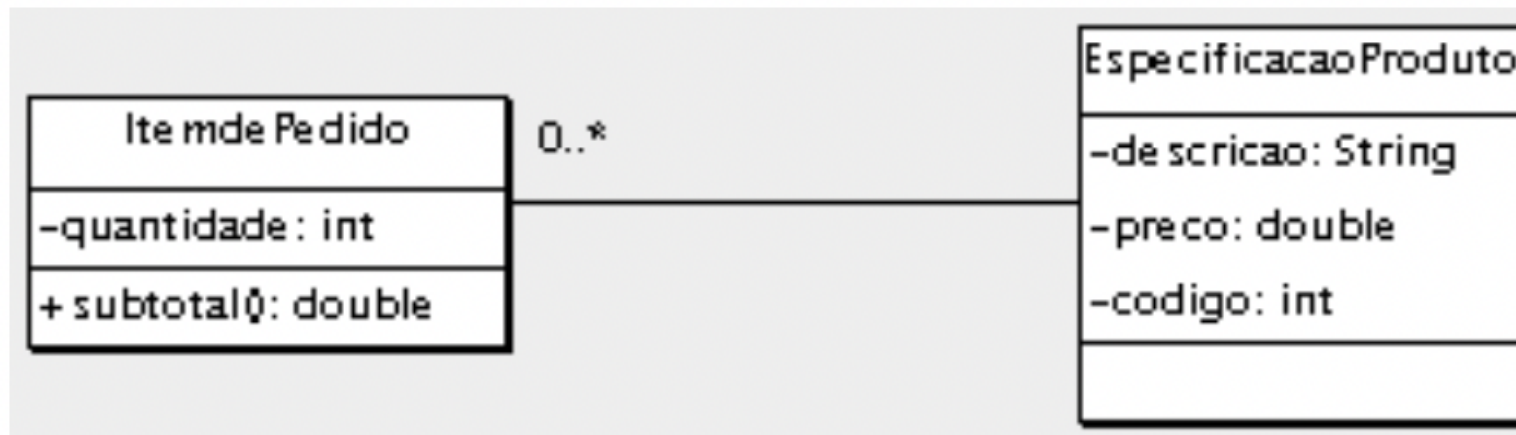 ItemdePedido
-quantidade: int
+subtotal(): double
0..*
EspecificacaoProduto
-descricao: String
-preco: double
-codigo: int